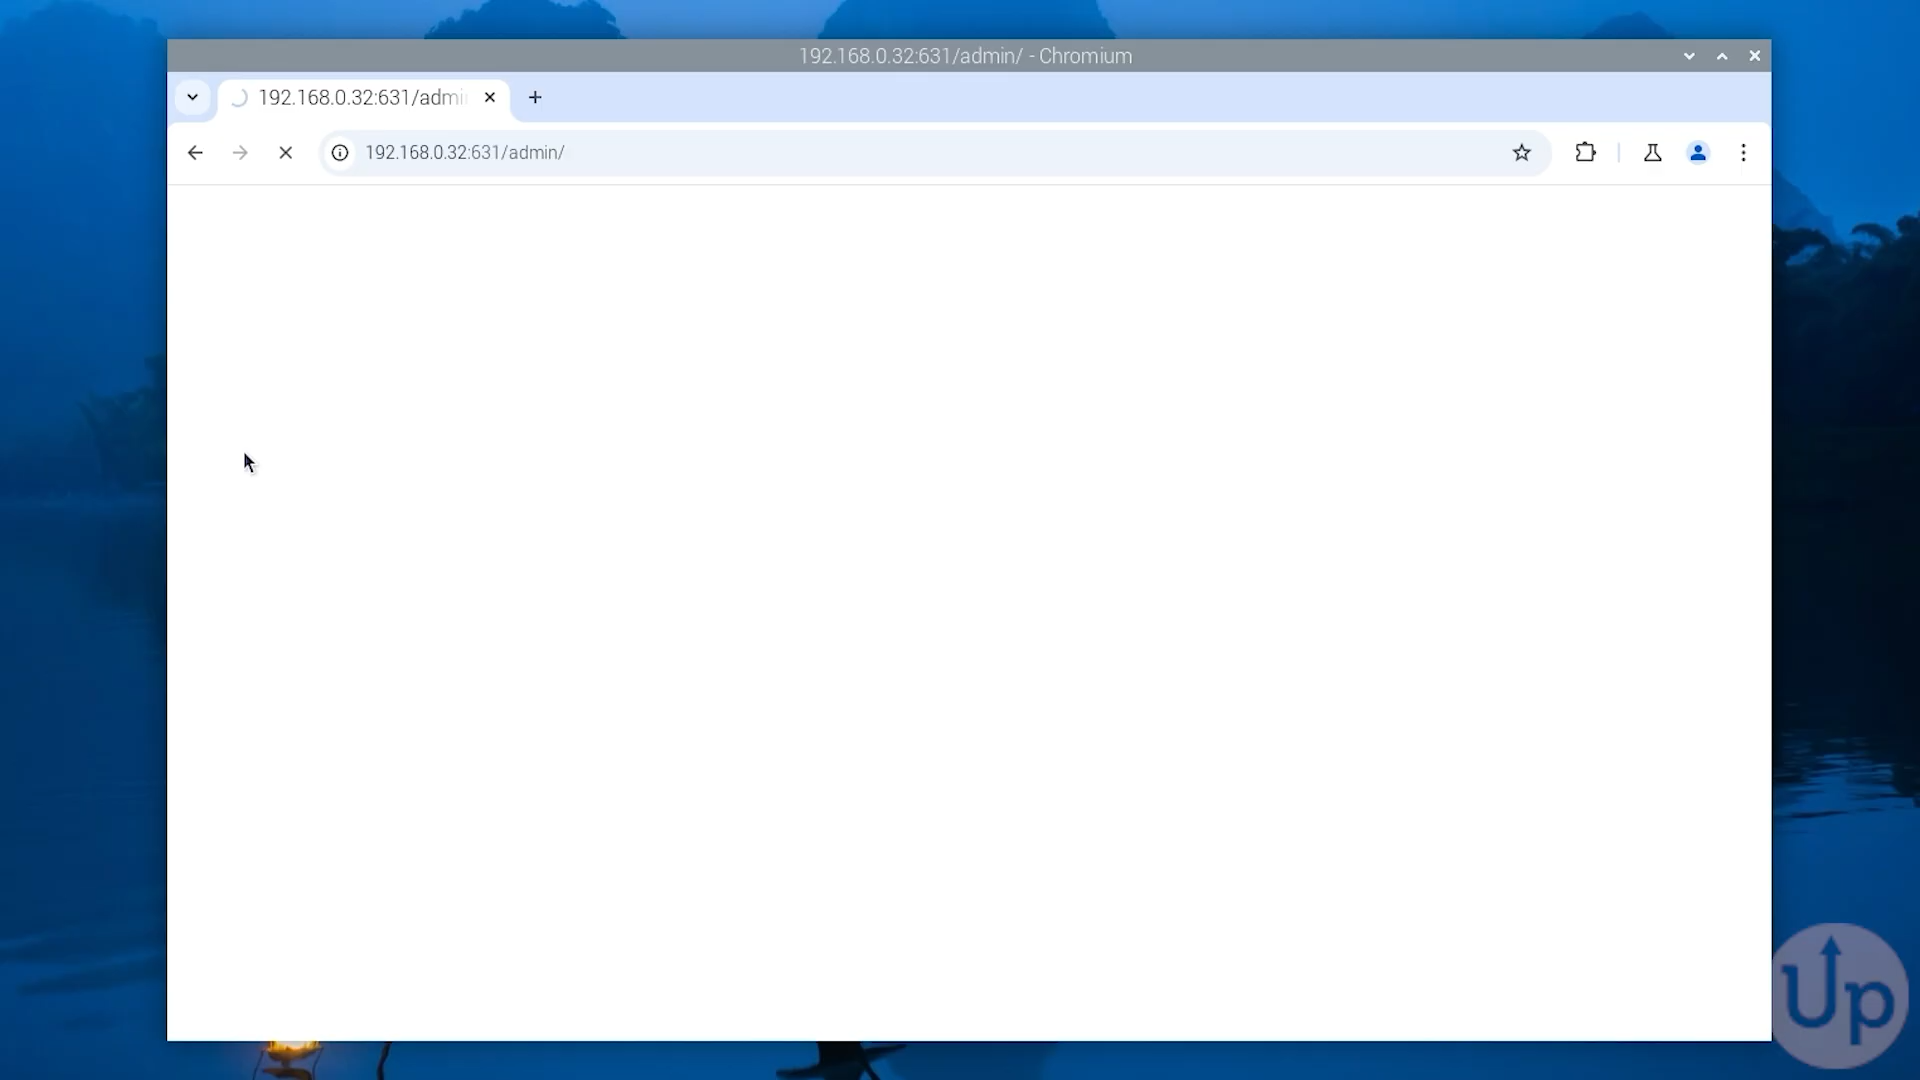 192.168.0.32:631/admin/ - Chromium
192.168.0.32:631/admi
192.168.0.32:631/admin/
Up